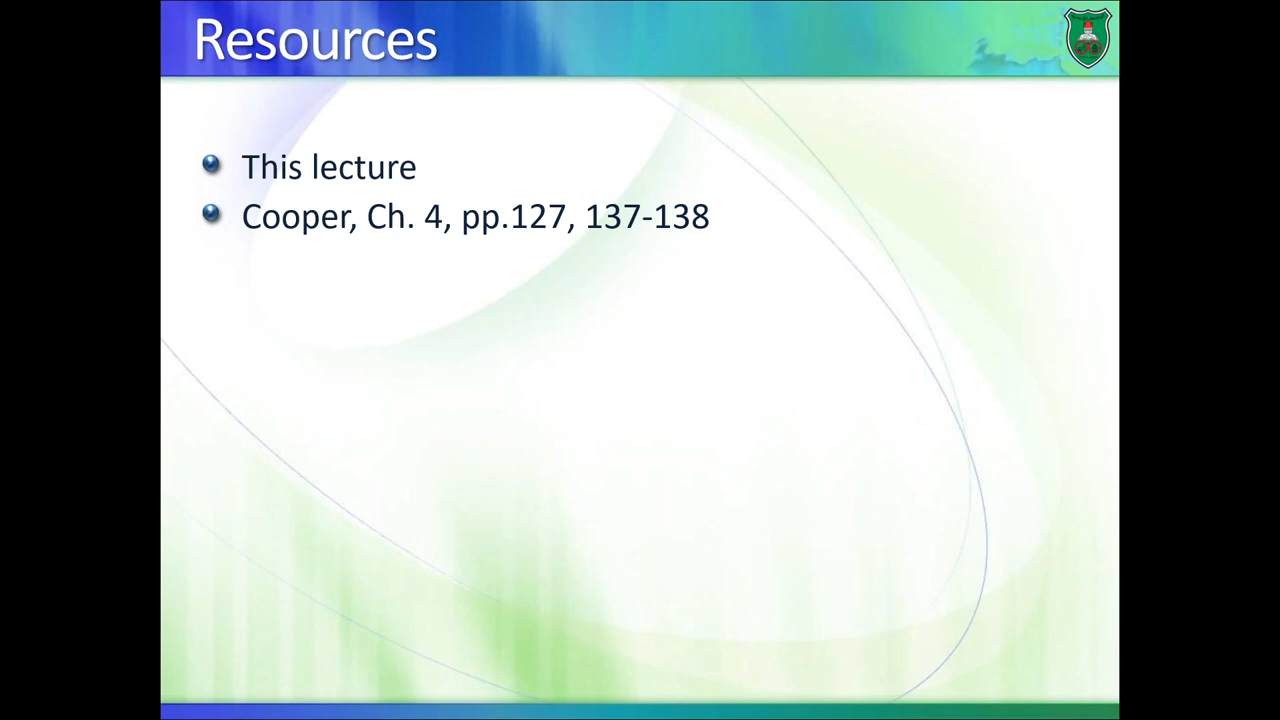 Resources
This lecture
Cooper, Ch. 4, pp.127, 137-138